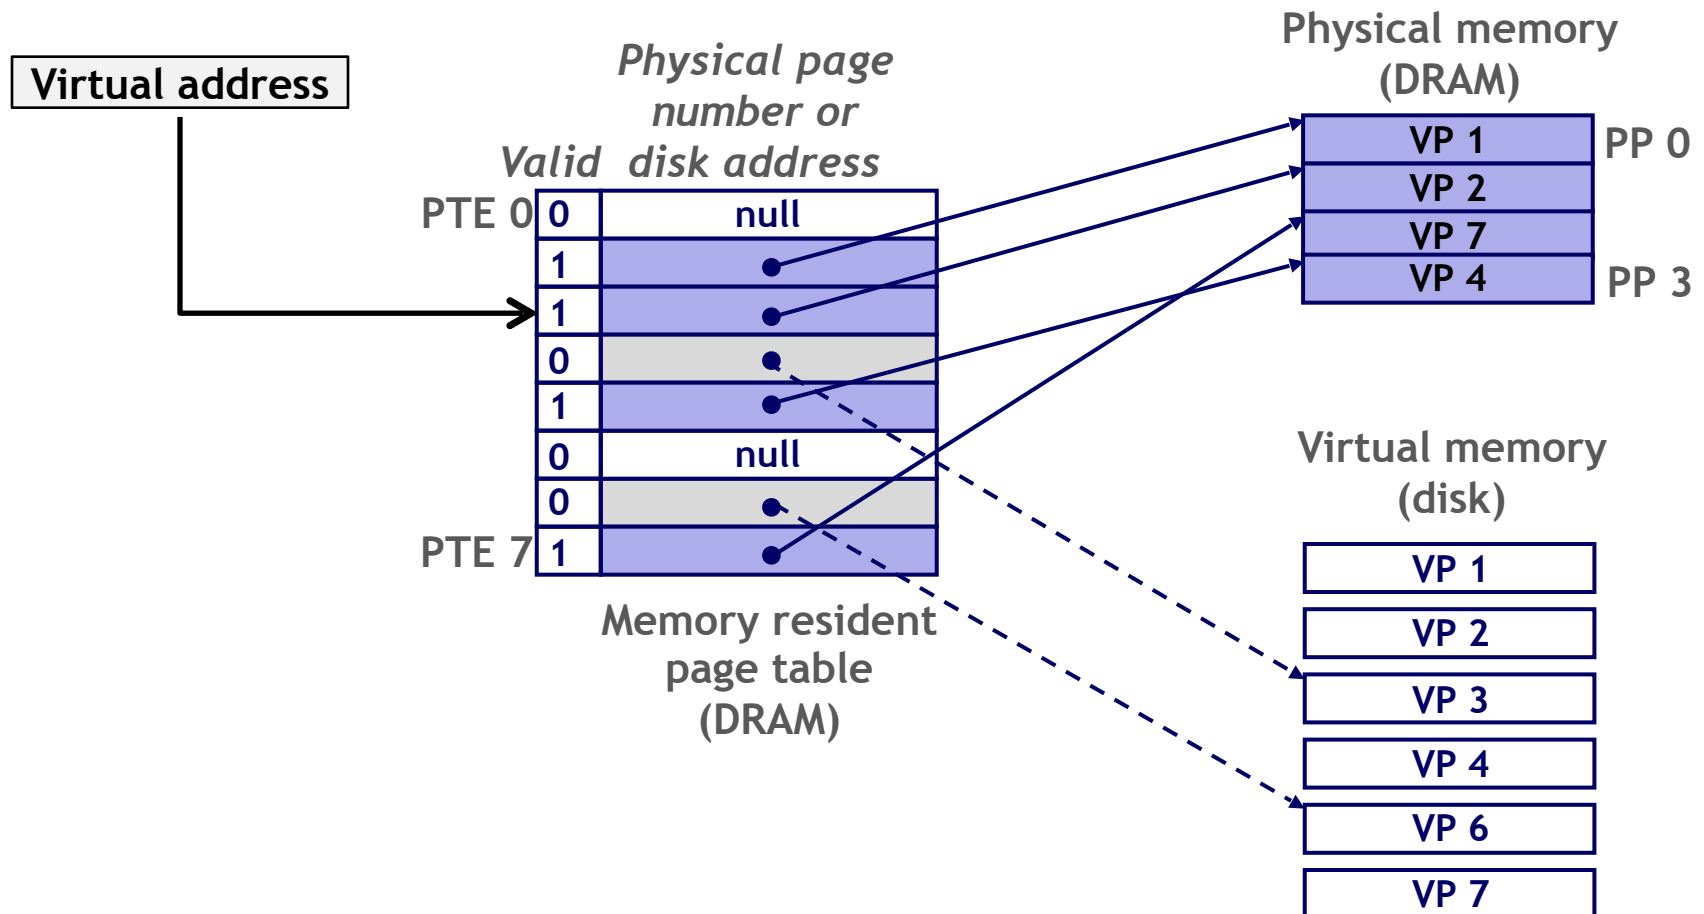 Virtual address
Physical page
number or
Valid disk address
PTE 0 0 null
1
1
0
1
0 null
0
PTE 7 1
Memory resident
page table
(DRAM)
Physical memory
(DRAM)
VP 1 PP 0
VP 2
VP 7
VP 4 PP 3
Virtual memory
(disk)
VP 1
VP 2
VP 3
VP 4
VP 6
VP 7